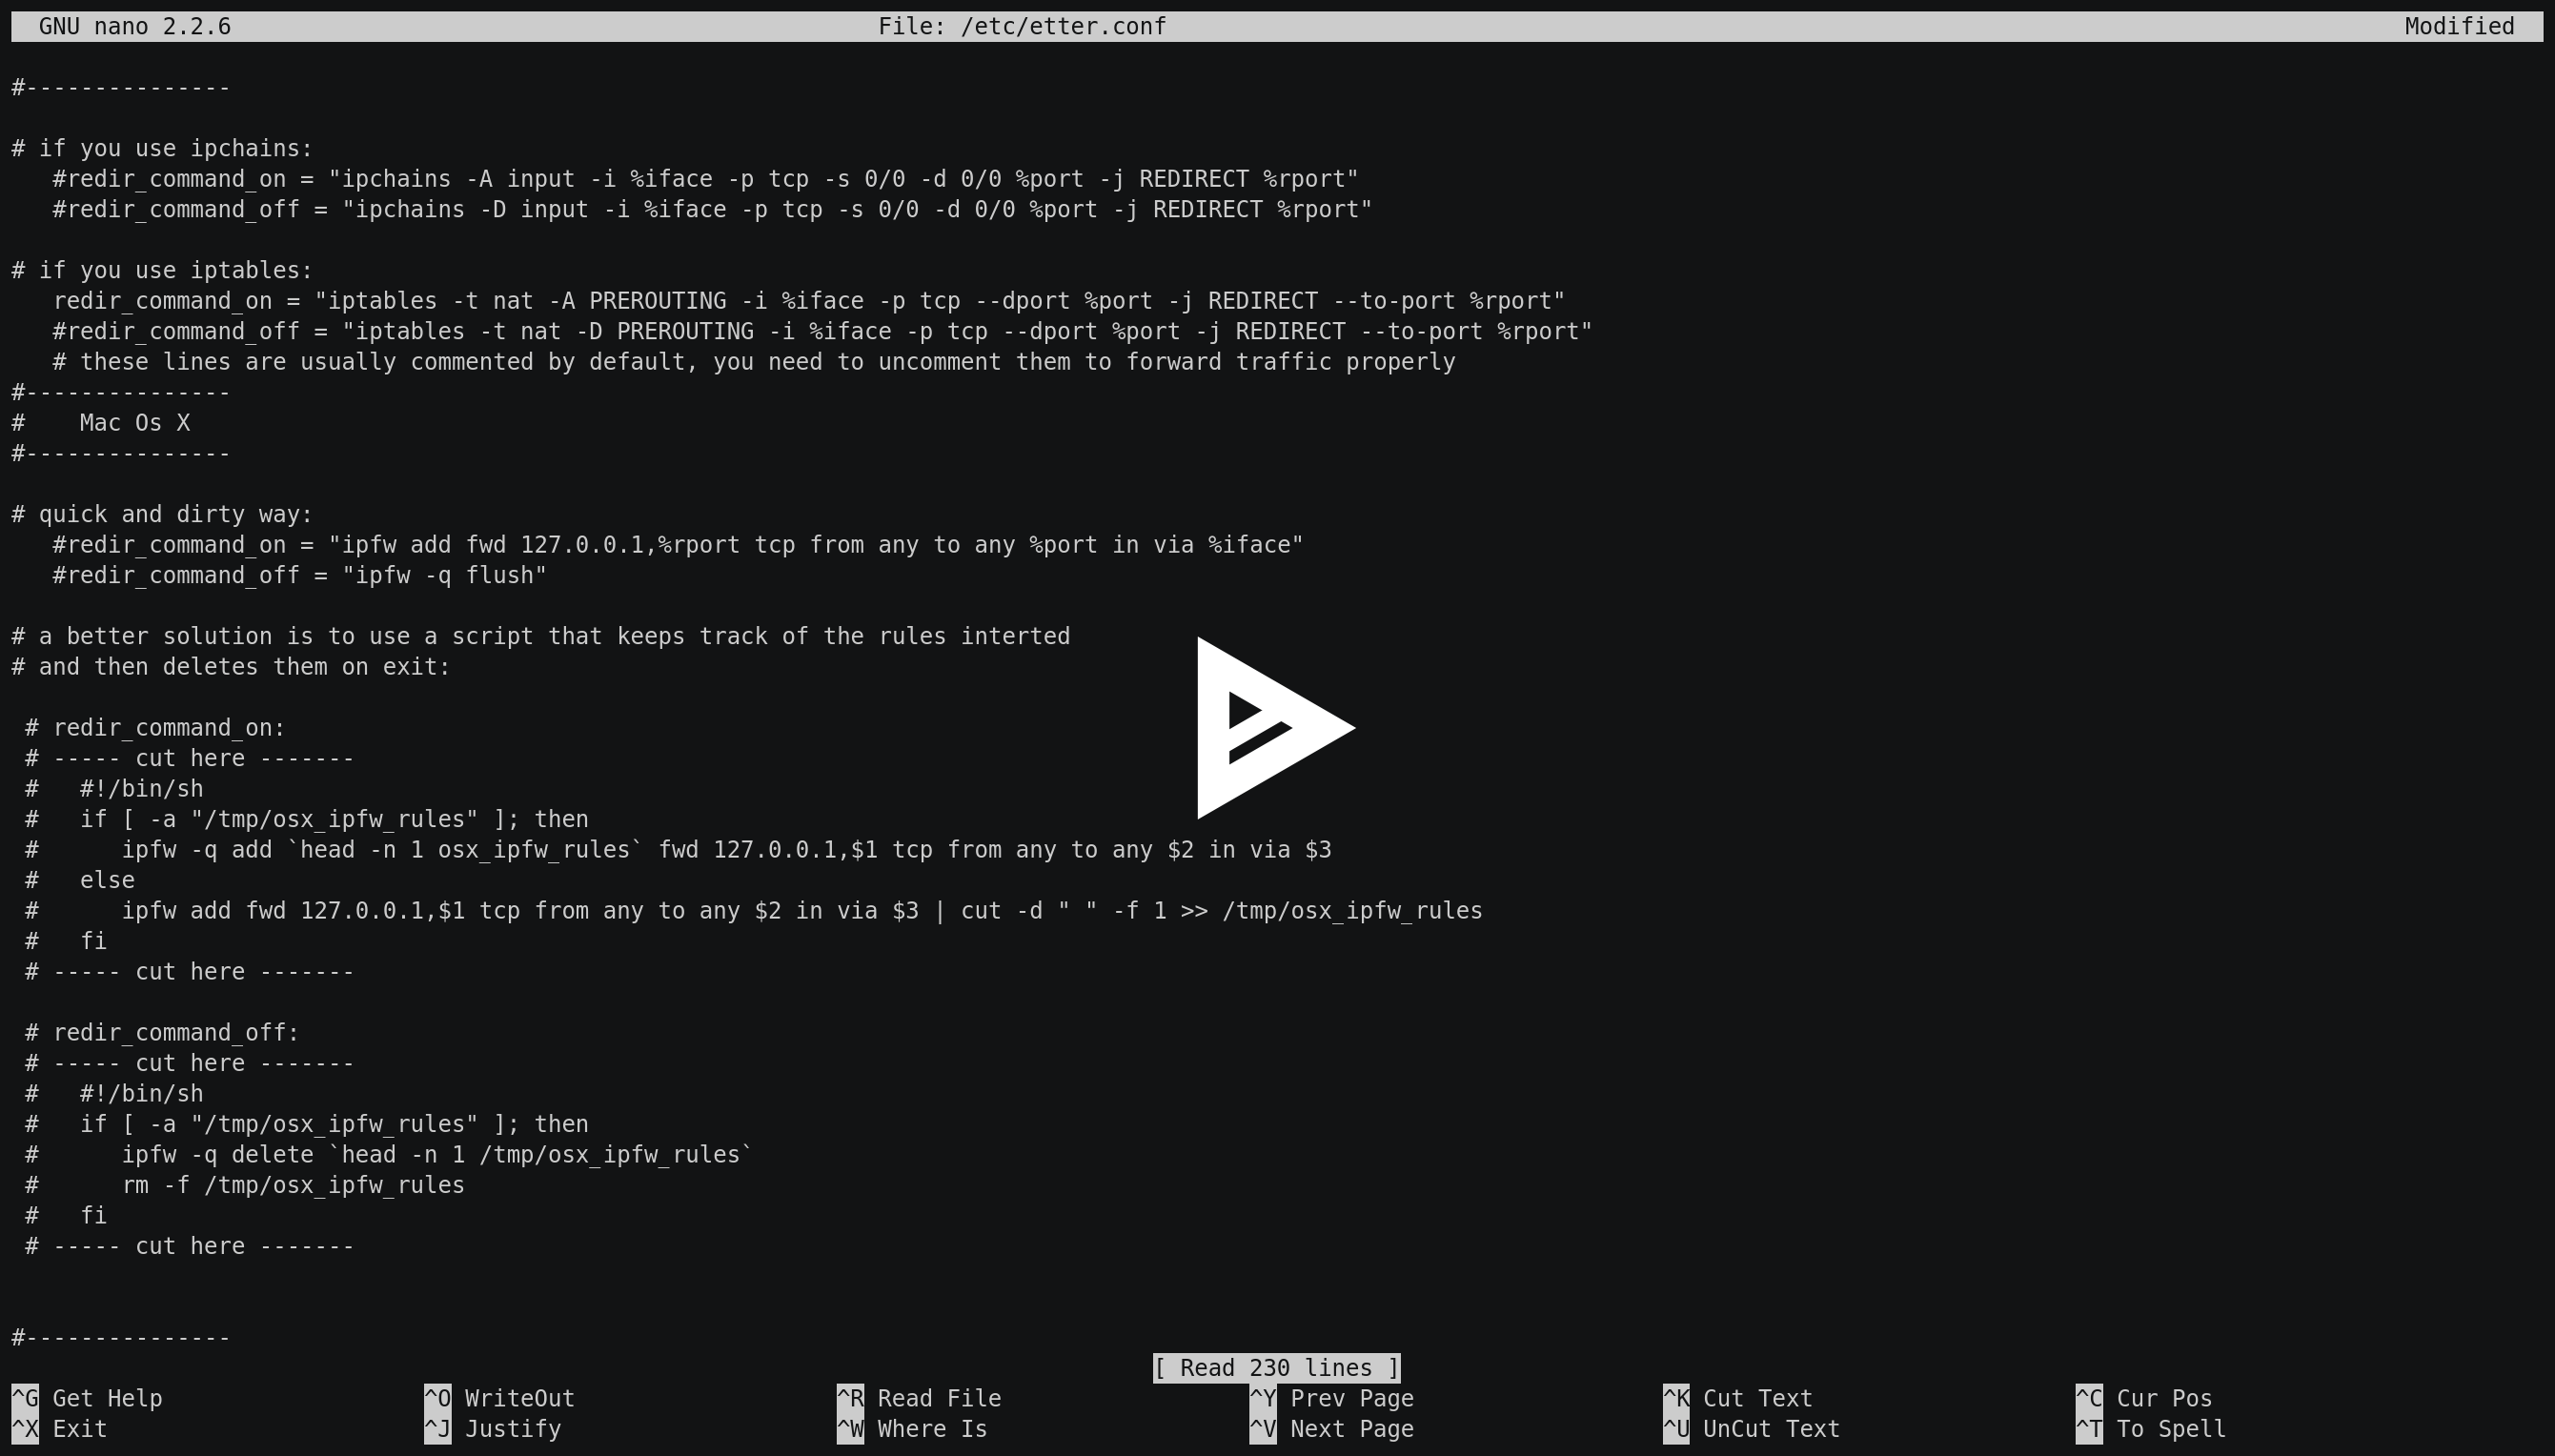 GNU nano 2.2.6 File: /etc/etter.conf Modified
#---------------
# if you use ipchains:
#redir_command_on = "ipchains -A input -i %iface -p tcp -s 0/0 -d 0/0 %port -j REDIRECT %rport"
#redir_command_off = "ipchains -D input -i %iface -p tcp -s 0/0 -d 0/0 %port -j REDIRECT %rport"
# if you use iptables:
redir_command_on = "iptables -t nat -A PREROUTING -i %iface -p tcp --dport %port -j REDIRECT --to-port %rport"
#redir_command_off = "iptables -t nat -D PREROUTING -i %iface -p tcp --dport %port -j REDIRECT --to-port %rport"
# these lines are usually commented by default, you need to uncomment them to forward traffic properly
#---------------
#    Mac Os X
#---------------
# quick and dirty way:
#redir_command_on = "ipfw add fwd 127.0.0.1,%rport tcp from any to any %port in via %iface"
#redir_command_off = "ipfw -q flush"
# a better solution is to use a script that keeps track of the rules interted
# and then deletes them on exit:
# redir_command_on:
# ----- cut here -------
#   #!/bin/sh
#   if [ -a "/tmp/osx_ipfw_rules" ]; then
#      ipfw -q add `head -n 1 osx_ipfw_rules` fwd 127.0.0.1,$1 tcp from any to any $2 in via $3
#   else
#      ipfw add fwd 127.0.0.1,$1 tcp from any to any $2 in via $3 | cut -d " " -f 1 >> /tmp/osx_ipfw_rules
#   fi
# ----- cut here -------
# redir_command_off:
# ----- cut here -------
#   #!/bin/sh
#   if [ -a "/tmp/osx_ipfw_rules" ]; then
#      ipfw -q delete `head -n 1 /tmp/osx_ipfw_rules`
#      rm -f /tmp/osx_ipfw_rules
#   fi
# ----- cut here -------
#---------------
[ Read 230 lines ]
^G Get Help ^O WriteOut ^R Read File ^Y Prev Page ^K Cut Text ^C Cur Pos
^X Exit ^J Justify ^W Where Is ^V Next Page ^U UnCut Text ^T To Spell